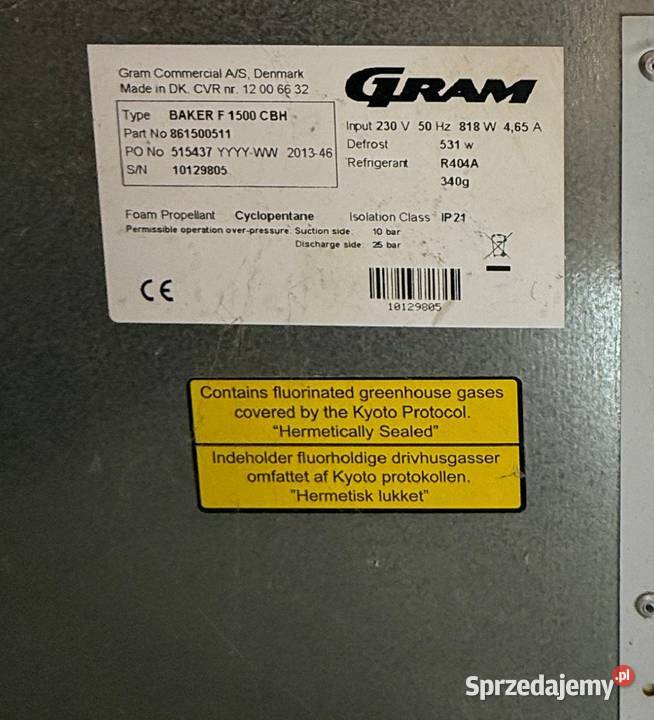 Gram Commercial A/S, Denmark
Made in DK. CVR nr. 12 00 66 32
GRAM
Type BAKER F 1500 CBH
Part No 861500511
PO No 515437 YYYY-WW 2013-46
S/N 10129805
Input 230 V 50 Hz 818 W 4,65 A
Defrost 531 w
Refrigerant R404A
340g
Foam Propellant Cyclopentane Isolation Class IP21
Permissible operation over-pressure: Suction side: 10 bar
Discharge side: 25 bar
CE
10129805
Contains fluorinated greenhouse gases
covered by the Kyoto Protocol.
"Hermetically Sealed"
Indeholder fluorholdige drivhusgasser
omfattet af Kyoto protokollen.
"Hermetisk lukket"
Sprzedajemy.pl